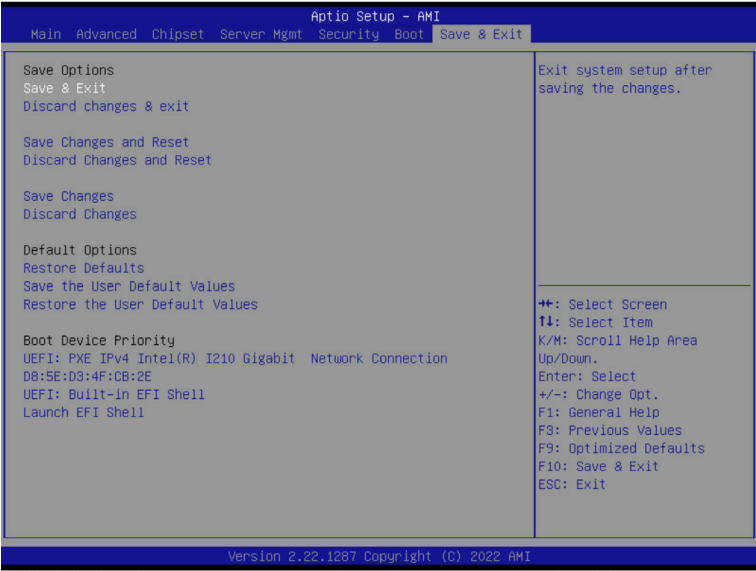 Aptio Setup – AMI
Main Advanced Chipset Server Mgmt Security Boot Save & Exit
Save Options
Save & Exit
Discard changes & exit
Save Changes and Reset
Discard Changes and Reset
Save Changes
Discard Changes
Default Options
Restore Defaults
Save the User Default Values
Restore the User Default Values
Boot Device Priority
UEFI: PXE IPv4 Intel(R) I210 Gigabit Network Connection
D8:5E:D3:4F:CB:2E
UEFI: Built-in EFI Shell
Launch EFI Shell
Exit system setup after
saving the changes.
→←: Select Screen
↑↓: Select Item
K/M: Scroll Help Area
Up/Down.
Enter: Select
+/-: Change Opt.
F1: General Help
F3: Previous Values
F9: Optimized Defaults
F10: Save & Exit
ESC: Exit
Version 2.22.1287 Copyright (C) 2022 AMI